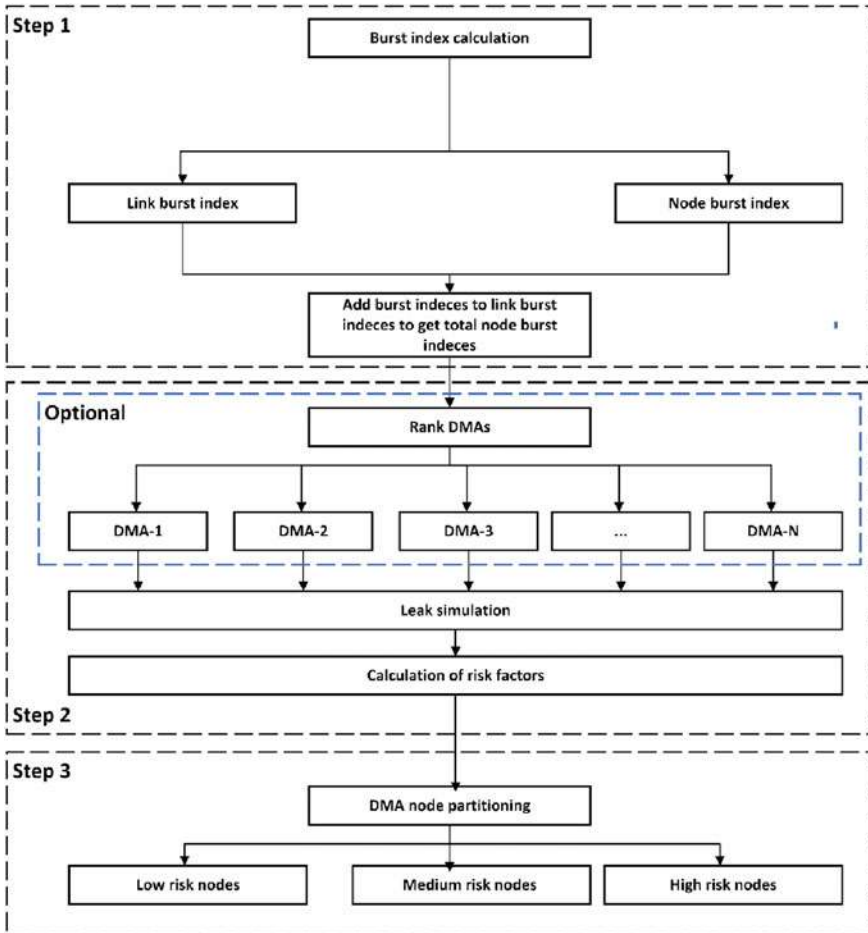 Step 1
Burst index calculation
Link burst index
Node burst index
Add burst indeces to link burst
indeces to get total node burst
indeces
Optional
Rank DMAs
DMA-1
DMA-2
DMA-3
...
DMA-N
Leak simulation
Calculation of risk factors
Step 2
Step 3
DMA node partitioning
Low risk nodes
Medium risk nodes
High risk nodes